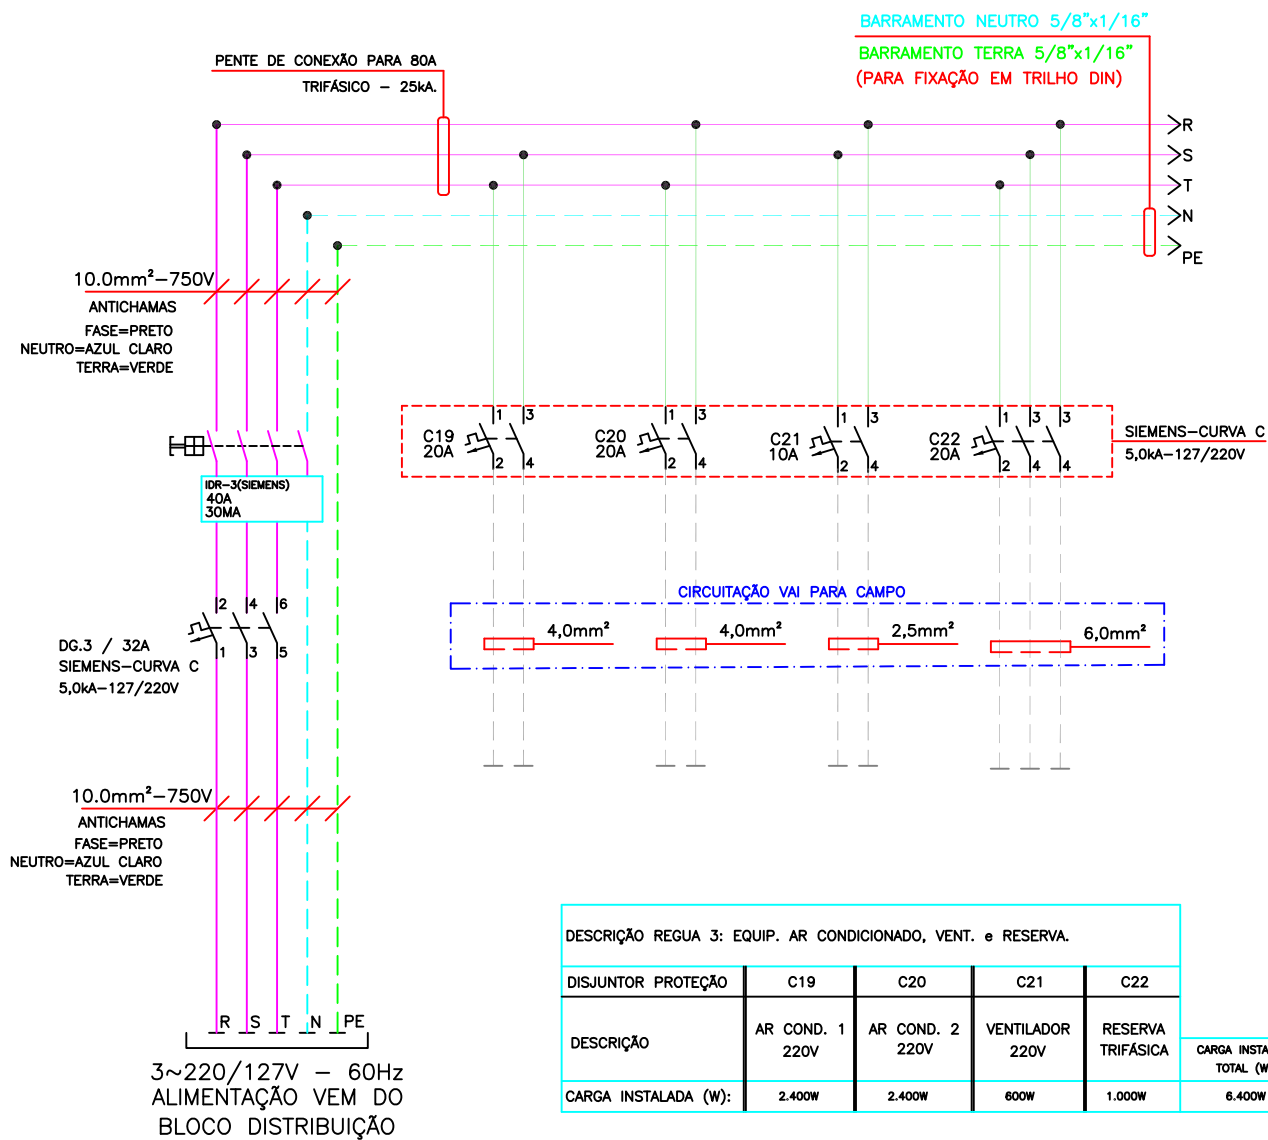 BARRAMENTO NEUTRO 5/8"x1/16"
BARRAMENTO TERRA 5/8"x1/16"
(PARA FIXAÇÃO EM TRILHO DIN)
PENTE DE CONEXÃO PARA 80A
TRIFÁSICO - 25kA.
R
S
T
N
PE
10.0mm²-750V
ANTICHAMAS
FASE=PRETO
NEUTRO=AZUL CLARO
TERRA=VERDE
1 3
C19
20A
2 4
1 3
C20
20A
2 4
1 3
C21
10A
2 4
1 3 3
C22
20A
2 4 4
SIEMENS-CURVA C
5,0kA-127/220V
IDR-3(SIEMENS)
40A
30MA
2 4 6
1 3 5
DG.3 / 32A
SIEMENS-CURVA C
5,0kA-127/220V
CIRCUITAÇÃO VAI PARA CAMPO
4,0mm² 4,0mm² 2,5mm² 6,0mm²
10.0mm²-750V
ANTICHAMAS
FASE=PRETO
NEUTRO=AZUL CLARO
TERRA=VERDE
R S T N PE
3~220/127V - 60Hz
ALIMENTAÇÃO VEM DO
BLOCO DISTRIBUIÇÃO
DESCRIÇÃO REGUA 3: EQUIP. AR CONDICIONADO, VENT. e RESERVA.
DISJUNTOR PROTEÇÃO C19 C20 C21 C22
DESCRIÇÃO
AR COND. 1
220V
AR COND. 2
220V
VENTILADOR
220V
RESERVA
TRIFÁSICA
CARGA INSTA
TOTAL (W
CARGA INSTALADA (W): 2.400W 2.400W 600W 1.000W 6.400W